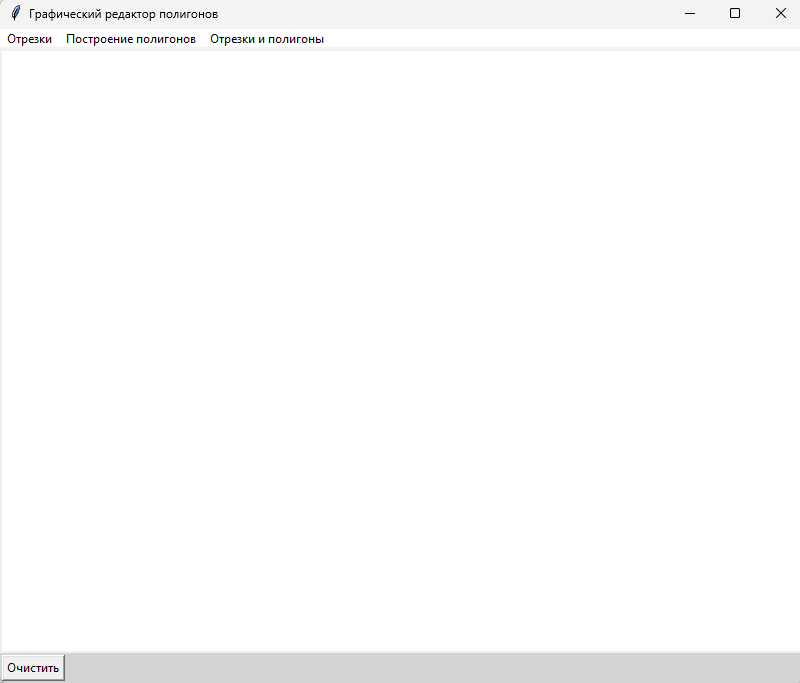 Графический редактор полигонов
Отрезки Построение полигонов Отрезки и полигоны
Очистить